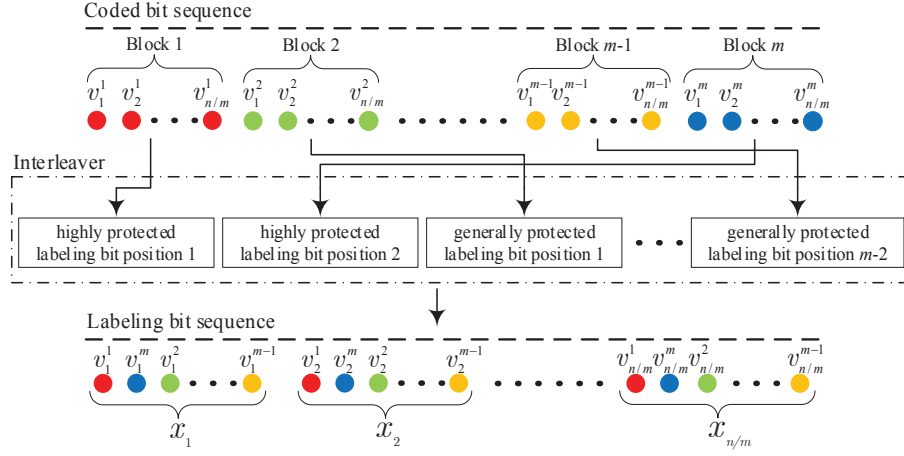 Coded bit sequence
Block 1 Block 2 Block m-1 Block m
v_1^1 v_2^1 v_{n/m}^1 v_1^2 v_2^2 v_{n/m}^2 v_1^{m-1} v_2^{m-1} v_{n/m}^{m-1} v_1^m v_2^m v_{n/m}^m
Interleaver
highly protected labeling bit position 1
highly protected labeling bit position 2
generally protected labeling bit position 1
generally protected labeling bit position m-2
Labeling bit sequence
v_1^1 v_1^m v_1^2 v_1^{m-1} v_2^1 v_2^m v_2^2 v_2^{m-1} v_{n/m}^1 v_{n/m}^m v_{n/m}^2 v_{n/m}^{m-1}
x_1 x_2 x_{n/m}